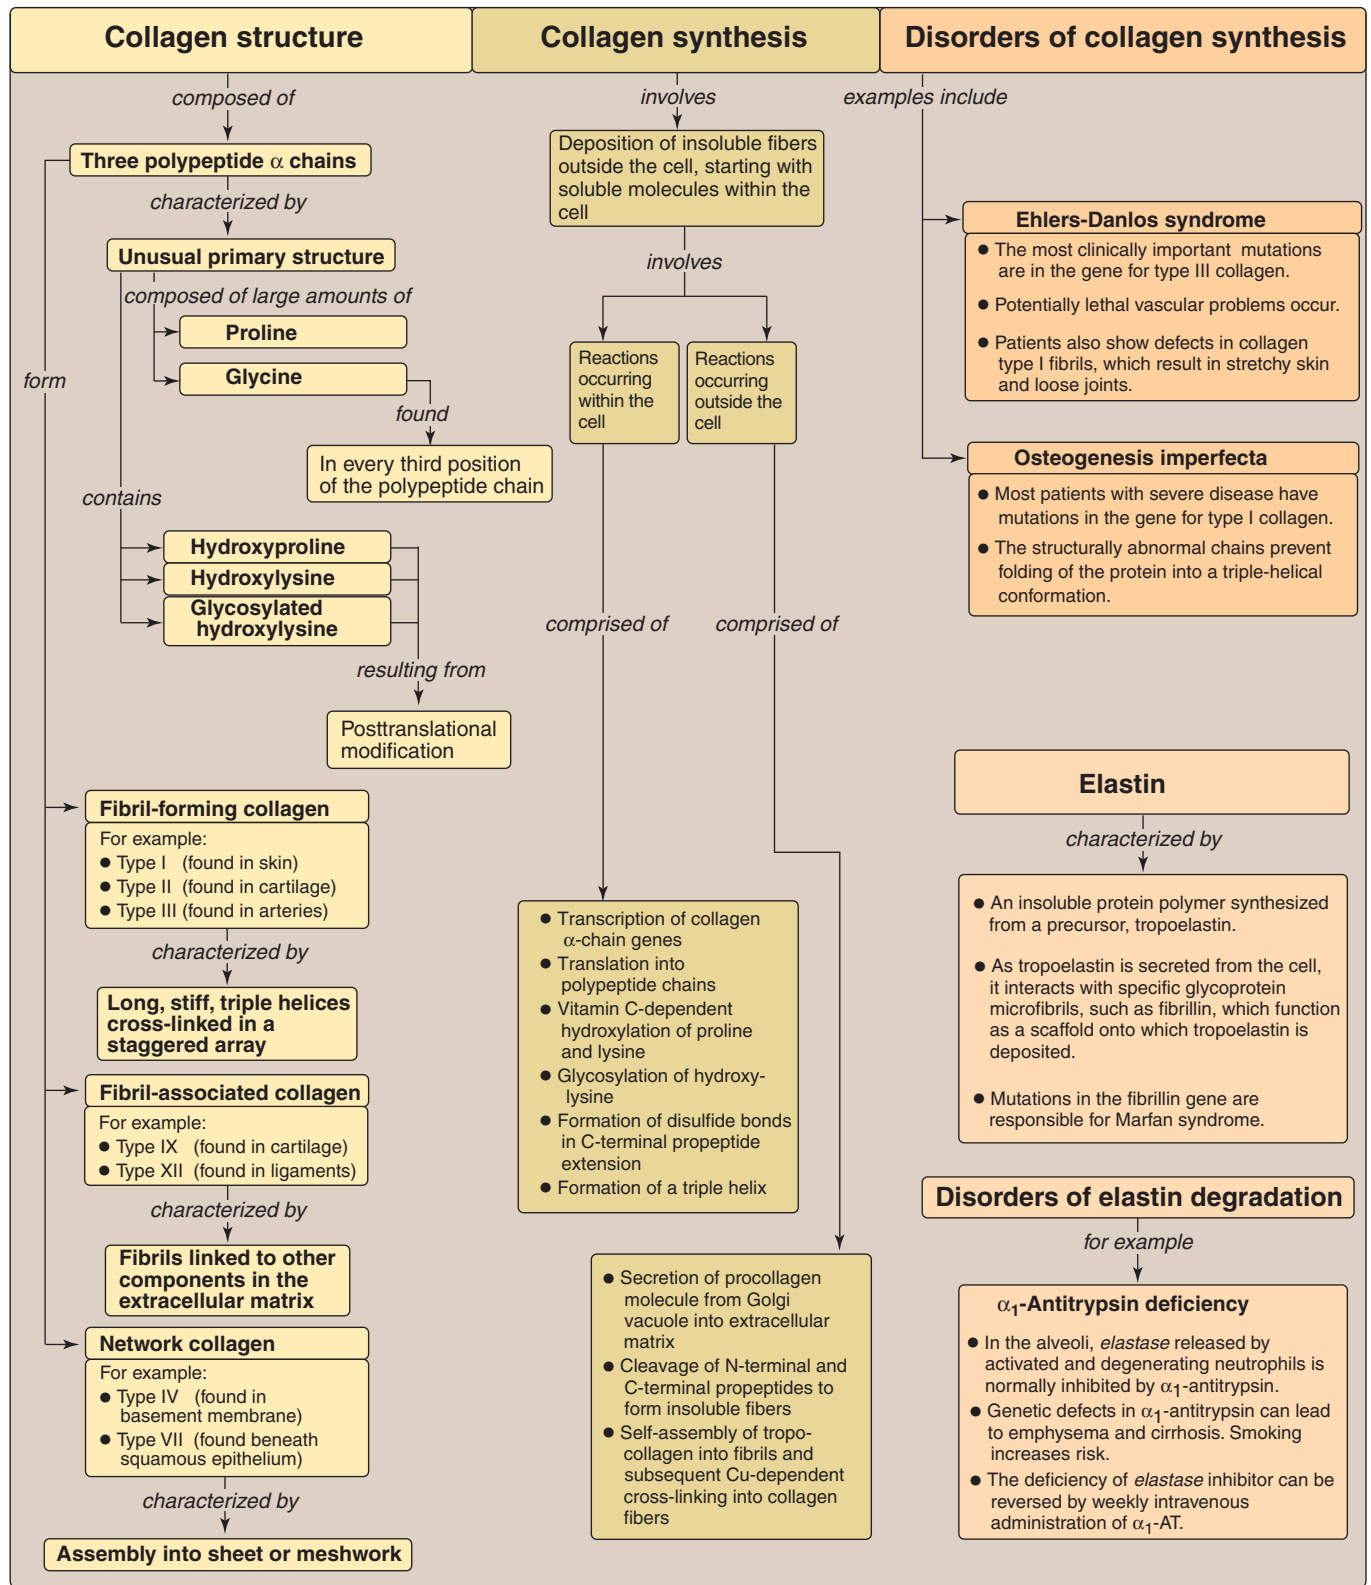 Collagen structure
composed of
Three polypeptide α chains
characterized by
Unusual primary structure
composed of large amounts of
Proline
Glycine
form
found
In every third position
of the polypeptide chain
contains
Hydroxyproline
Hydroxylysine
Glycosylated
hydroxylysine
resulting from
Posttranslational
modification
Fibril-forming collagen
For example:
● Type I (found in skin)
● Type II (found in cartilage)
● Type III (found in arteries)
characterized by
Long, stiff, triple helices
cross-linked in a
staggered array
Fibril-associated collagen
For example:
● Type IX (found in cartilage)
● Type XII (found in ligaments)
characterized by
Fibrils linked to other
components in the
extracellular matrix
Network collagen
For example:
● Type IV (found in
basement membrane)
● Type VII (found beneath
squamous epithelium)
characterized by
Assembly into sheet or meshwork
Collagen synthesis
involves
Deposition of insoluble fibers
outside the cell, starting with
soluble molecules within the
cell
involves
Reactions
occurring
within the
cell
Reactions
occurring
outside the
cell
comprised of
comprised of
● Transcription of collagen
α-chain genes
● Translation into
polypeptide chains
● Vitamin C-dependent
hydroxylation of proline
and lysine
● Glycosylation of hydroxy-
lysine
● Formation of disulfide bonds
in C-terminal propeptide
extension
● Formation of a triple helix
● Secretion of procollagen
molecule from Golgi
vacuole into extracellular
matrix
● Cleavage of N-terminal and
C-terminal propeptides to
form insoluble fibers
● Self-assembly of tropo-
collagen into fibrils and
subsequent Cu-dependent
cross-linking into collagen
fibers
Disorders of collagen synthesis
examples include
Ehlers-Danlos syndrome
● The most clinically important mutations
are in the gene for type III collagen.
● Potentially lethal vascular problems occur.
● Patients also show defects in collagen
type I fibrils, which result in stretchy skin
and loose joints.
Osteogenesis imperfecta
● Most patients with severe disease have
mutations in the gene for type I collagen.
● The structurally abnormal chains prevent
folding of the protein into a triple-helical
conformation.
Elastin
characterized by
● An insoluble protein polymer synthesized
from a precursor, tropoelastin.
● As tropoelastin is secreted from the cell,
it interacts with specific glycoprotein
microfibrils, such as fibrillin, which function
as a scaffold onto which tropoelastin is
deposited.
● Mutations in the fibrillin gene are
responsible for Marfan syndrome.
Disorders of elastin degradation
for example
α1-Antitrypsin deficiency
● In the alveoli, elastase released by
activated and degenerating neutrophils is
normally inhibited by α1-antitrypsin.
● Genetic defects in α1-antitrypsin can lead
to emphysema and cirrhosis. Smoking
increases risk.
● The deficiency of elastase inhibitor can be
reversed by weekly intravenous
administration of α1-AT.